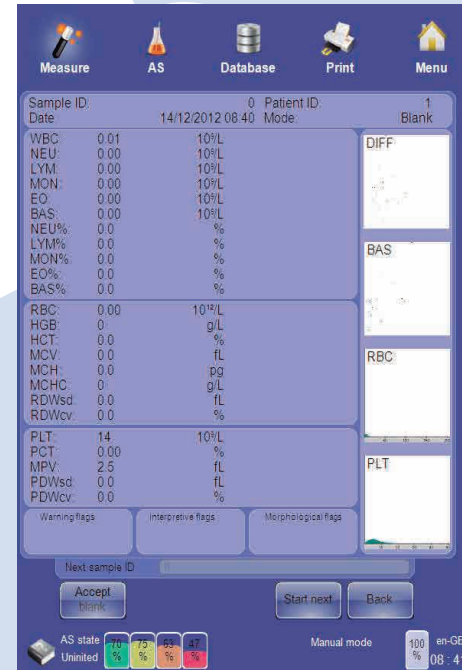 Measure AS Database Print Menu
Sample ID: 0 Patient ID: 1
Date 14/12/2012 08:40 Mode: Blank
WBC: 0.01 10⁹/L
NEU: 0.00 10⁹/L
LYM: 0.00 10⁹/L
MON: 0.00 10⁹/L
EO: 0.00 10⁹/L
BAS: 0.00 10⁹/L
NEU% 0.0 %
LYM% 0.0 %
MON% 0.0 %
EO% 0.0 %
BAS% 0.0 %
RBC: 0.00 10¹²/L
HGB: 0 g/L
HCT: 0.0 %
MCV: 0.0 fL
MCH: 0.0 pg
MCHC: 0 g/L
RDWsd: 0.0 fL
RDWcv: 0.0 %
PLT: 14 10⁹/L
PCT: 0.00 %
MPV: 2.5 fL
PDWsd: 0.0 fL
PDWcv: 0.0 %
DIFF
BAS
RBC
PLT
Warning flags Interpretive flags Morphological flags
Next sample ID
Accept
blank
Start next
Back
AS state
Uninited
70 %
75 %
63 %
47 %
Manual mode
100 %
en-GB